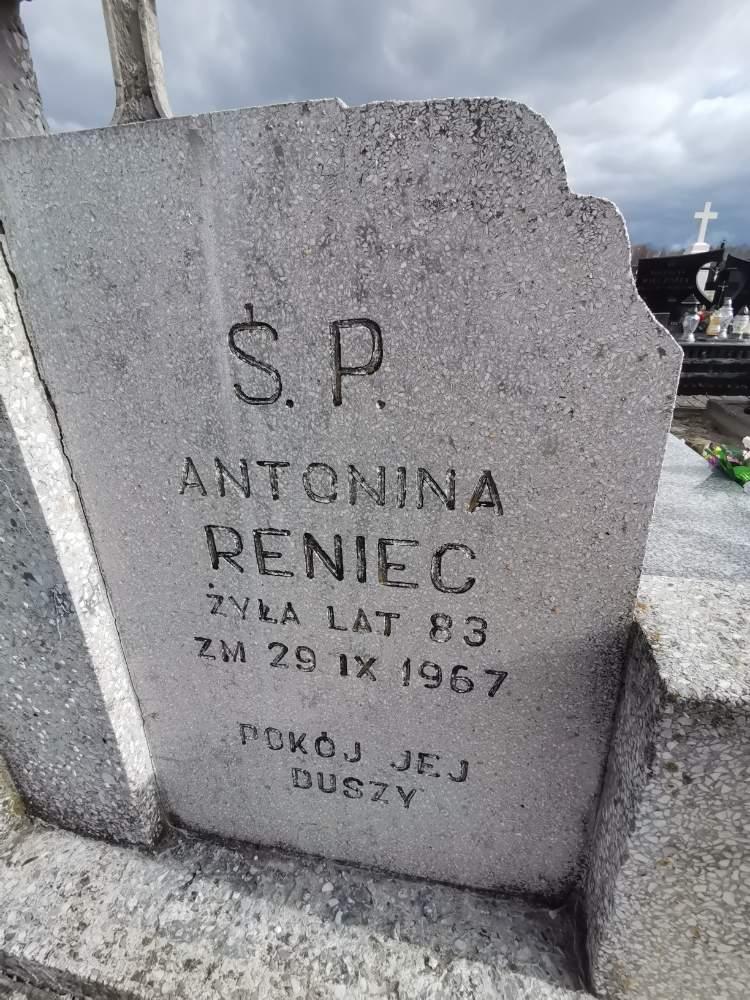 Ś. P.
ANTONINA
RENIEC
ŻYŁA LAT 83
ZM 29 IX 1967
POKÓJ JEJ
DUSZY